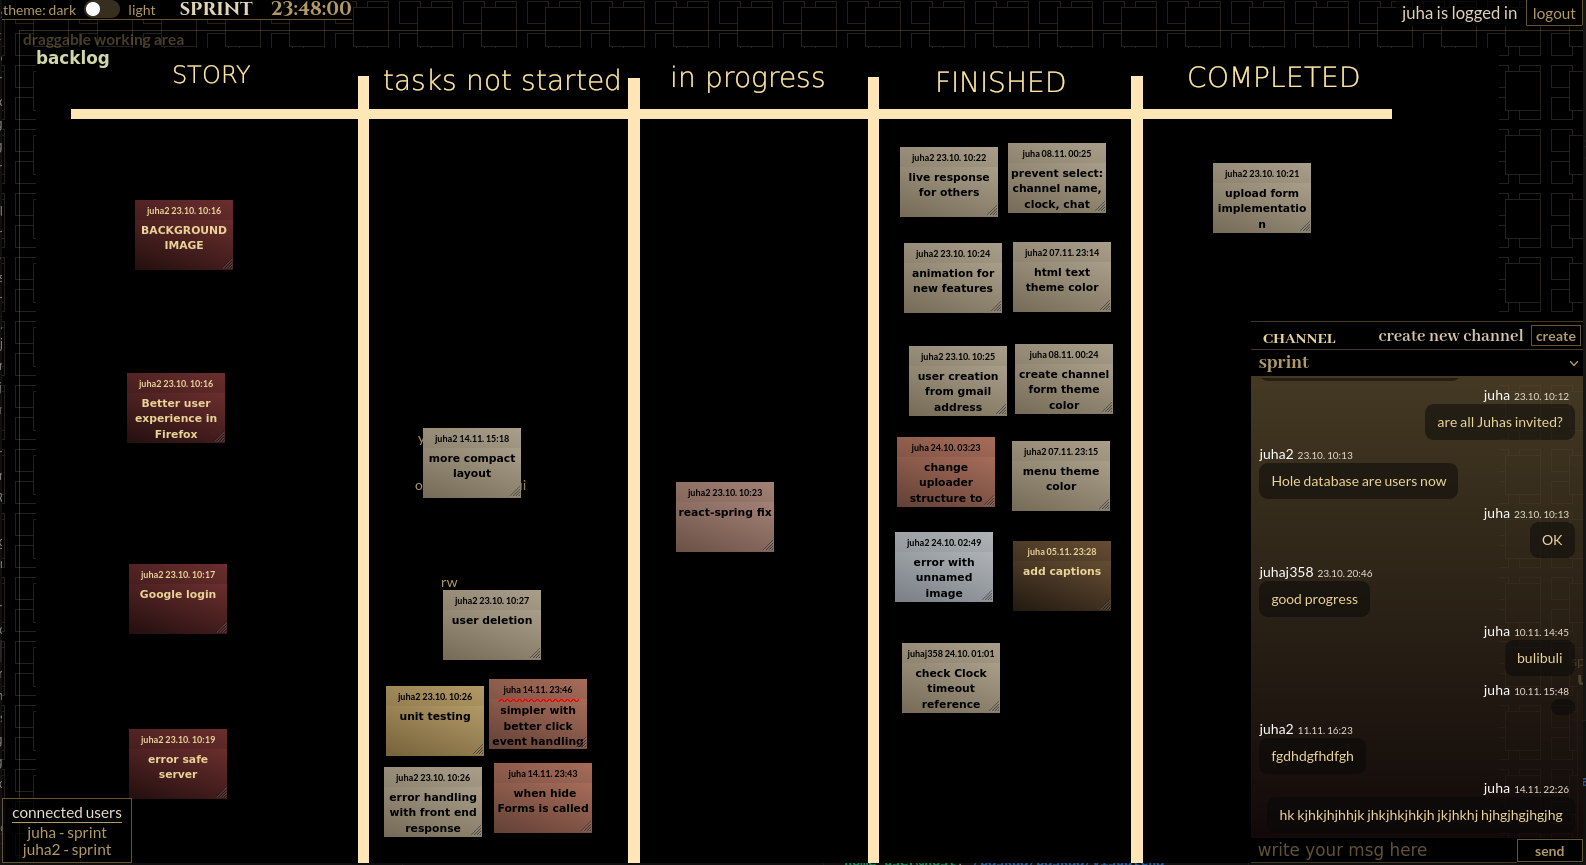 theme: dark light SPRINT 23:48:00
juha is logged in logout
draggable working area
backlog
STORY
tasks not started
in progress
FINISHED
COMPLETED
juha2 23.10. 10:16
BACKGROUND
IMAGE
juha2 23.10. 10:16
Better user
experience in
Firefox
juha2 23.10. 10:17
Google login
juha2 23.10. 10:19
error safe
server
juha2 14.11. 15:18
more compact
layout
rw
juha2 23.10. 10:27
user deletion
juha2 23.10. 10:26
unit testing
juha 14.11. 23:46
simpler with
better click
event handling
juha2 23.10. 10:26
error handling
with front end
response
juha 14.11. 23:43
when hide
Forms is called
juha2 23.10. 10:23
react-spring fix
juha2 23.10. 10:22
live response
for others
juha 08.11. 00:25
prevent select:
channel name,
clock, chat
juha2 23.10. 10:24
animation for
new features
juha2 07.11. 23:14
html text
theme color
juha2 23.10. 10:25
user creation
from gmail
address
juha 08.11. 00:24
create channel
form theme
color
juha 24.10. 03:23
change
uploader
structure to
juha2 07.11. 23:15
menu theme
color
juha2 24.10. 02:49
error with
unnamed
image
juha 05.11. 23:28
add captions
juhaj358 24.10. 01:01
check Clock
timeout
reference
juha2 23.10. 10:21
upload form
implementatio
n
CHANNEL create new channel create
sprint
juha 23.10. 10:12
are all Juhas invited?
juha2 23.10. 10:13
Hole database are users now
juha 23.10. 10:13
OK
juhaj358 23.10. 20:46
good progress
juha 10.11. 14:45
bulibuli
juha 10.11. 15:48
juha2 11.11. 16:23
fgdhdgfhdfgh
juha 14.11. 22:26
hk kjhkjhjhhjk jhkjhkjhkjh jkjhkhj hjhgjhgjhgjhg
write your msg here send
connected users
juha - sprint
juha2 - sprint